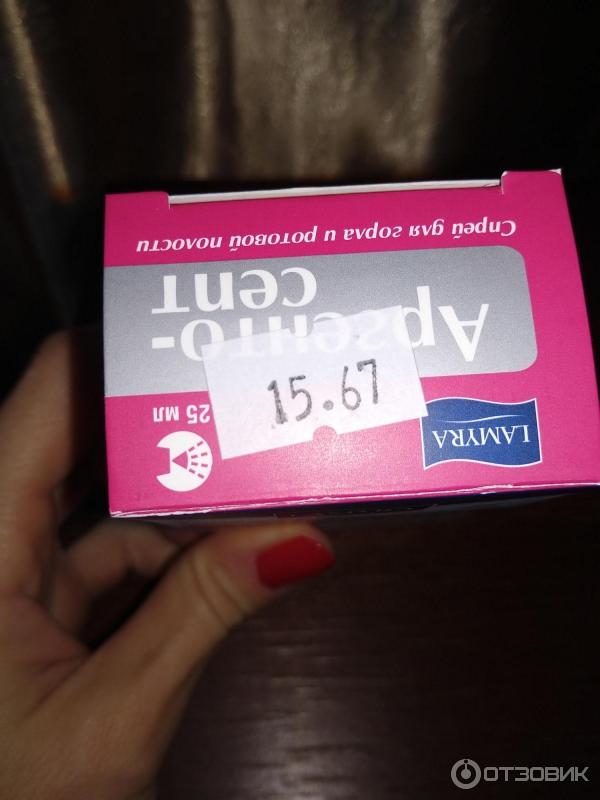 Спрей для горла и ротовой полости
Аргенто-
септ
15.67
25 мл
LAMYRA
ОТЗОВИК